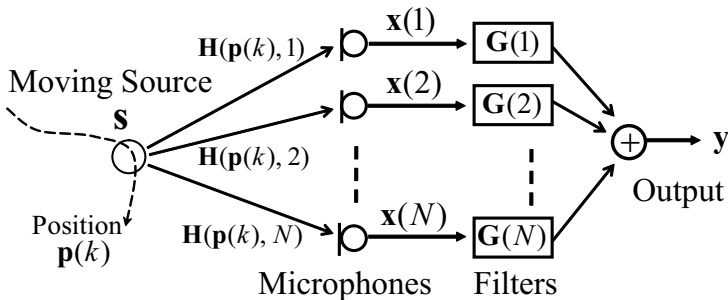 Moving Source
s
Position
p(k)
H(p(k), 1)
H(p(k), 2)
H(p(k), N)
x(1)
x(2)
x(N)
Microphones
G(1)
G(2)
G(N)
Filters
+
y
Output